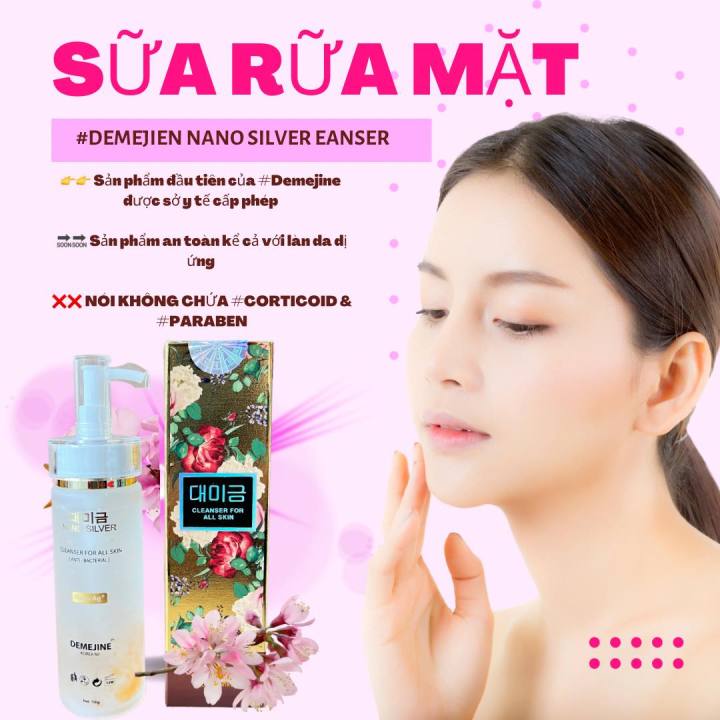 SỮA RỮA MẶT
#DEMEJIEN NANO SILVER EANSER
👉👉 Sản phẩm đầu tiên của #Demejine
dược sở y tế cấp phép
🔜🔜 Sản phẩm an toàn kể cả với làn da dị
ứng
❌❌ NÓI KHÔNG CHỨA #CORTICOID &
#PARABEN
대미금
NANO SILVER
CLEANSER FOR ALL SKIN
[ANTI - BACTERIAL]
DEMEJINE
대미금
CLEANSER FOR
ALL SKIN